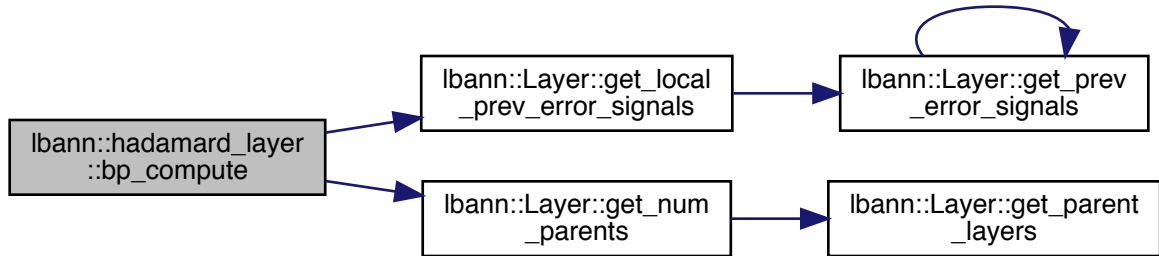 lbann::hadamard_layer
::bp_compute
lbann::Layer::get_local
_prev_error_signals
lbann::Layer::get_prev
_error_signals
lbann::Layer::get_num
_parents
lbann::Layer::get_parent
_layers